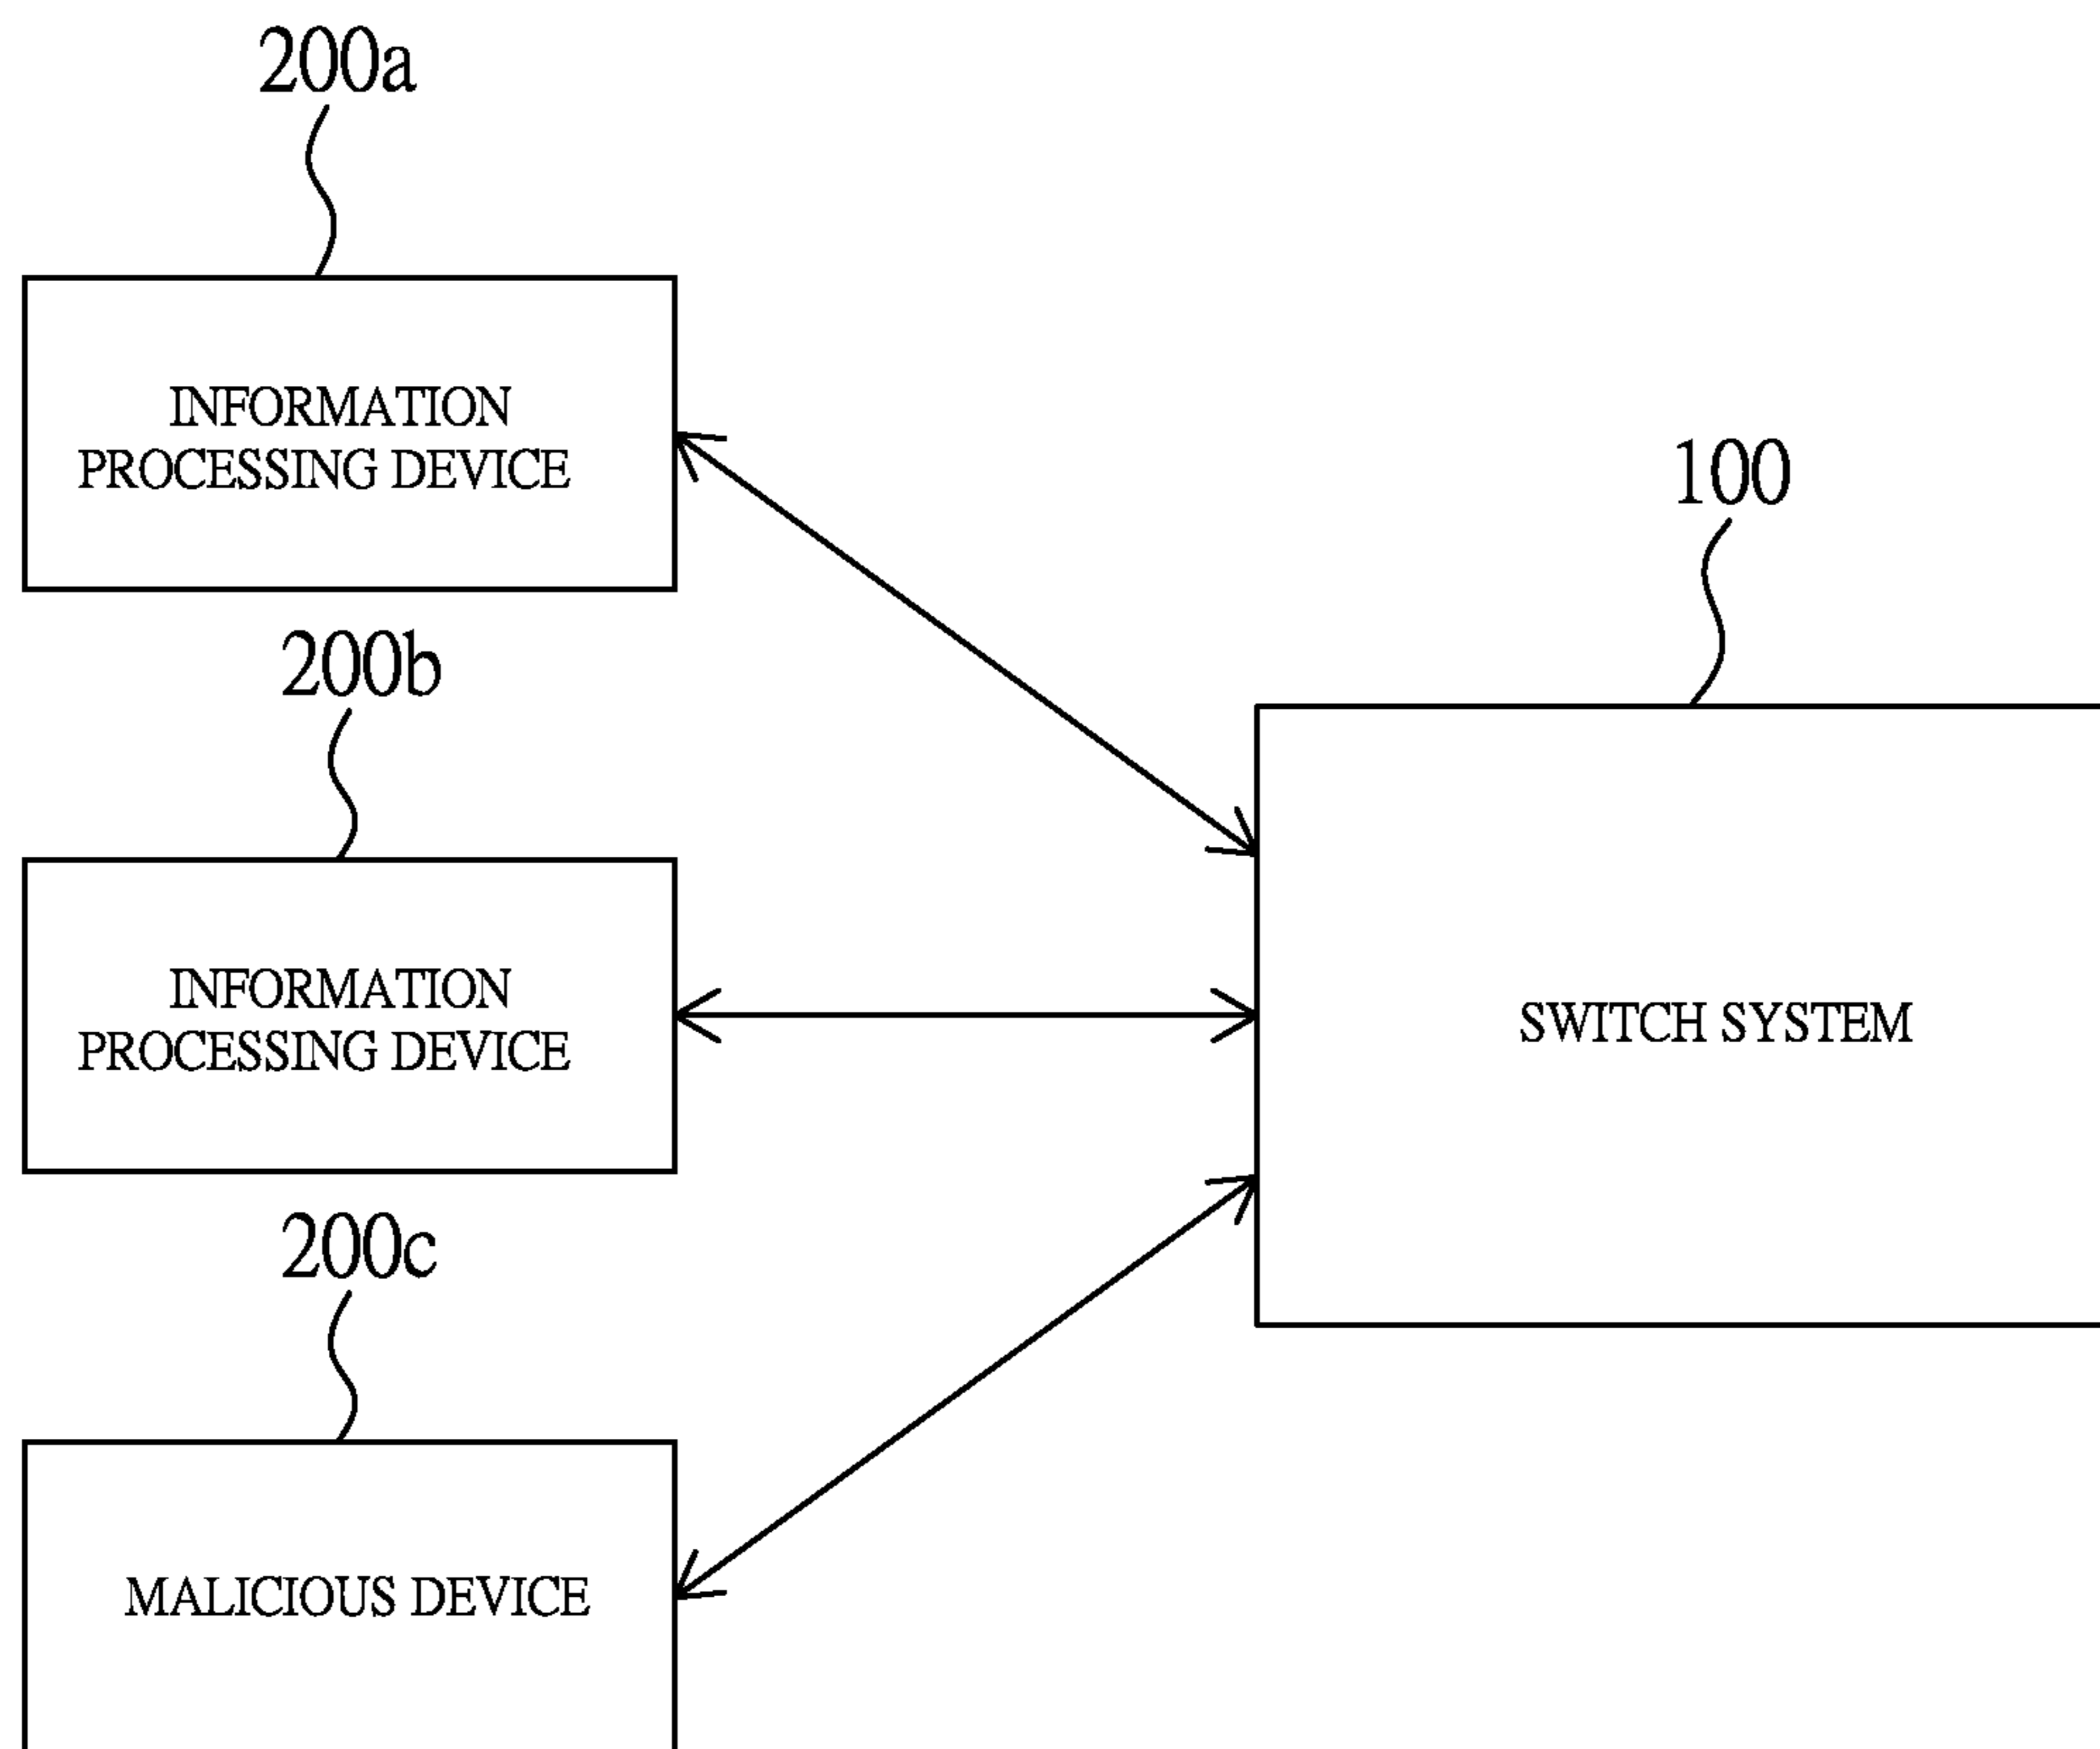 200a
INFORMATION
PROCESSING DEVICE
100
200b
INFORMATION
PROCESSING DEVICE
SWITCH SYSTEM
200c
MALICIOUS DEVICE